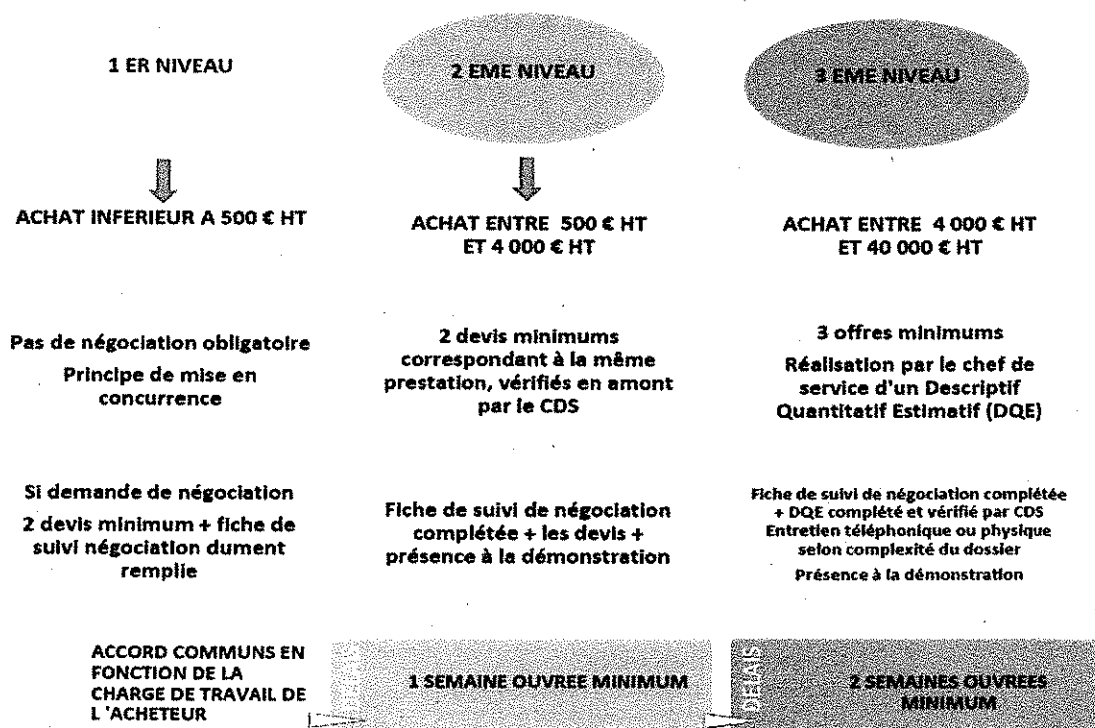 1 ER NIVEAU
2 EME NIVEAU
3 EME NIVEAU
ACHAT INFERIEUR A 500 € HT
ACHAT ENTRE 500 € HT
ET 4 000 € HT
ACHAT ENTRE 4 000 € HT
ET 40 000 € HT
Pas de négociation obligatoire
Principe de mise en
concurrence
2 devis minimums
correspondant à la même
prestation, vérifiés en amont
par le CDS
3 offres minimums
Réalisation par le chef de
service d'un Descriptif
Quantitatif Estimatif (DQE)
Si demande de négociation
2 devis minimum + fiche de
suivi négociation dument
remplie
Fiche de suivi de négociation
complétée + les devis +
présence à la démonstration
Fiche de suivi de négociation complétée
+ DQE complété et vérifié par CDS
Entretien téléphonique ou physique
selon complexité du dossier
Présence à la démonstration
ACCORD COMMUNS EN
FONCTION DE LA
CHARGE DE TRAVAIL DE
L 'ACHETEUR
1 SEMAINE OUVREE MINIMUM
DELAIS
2 SEMAINES OUVREES
MINIMUM